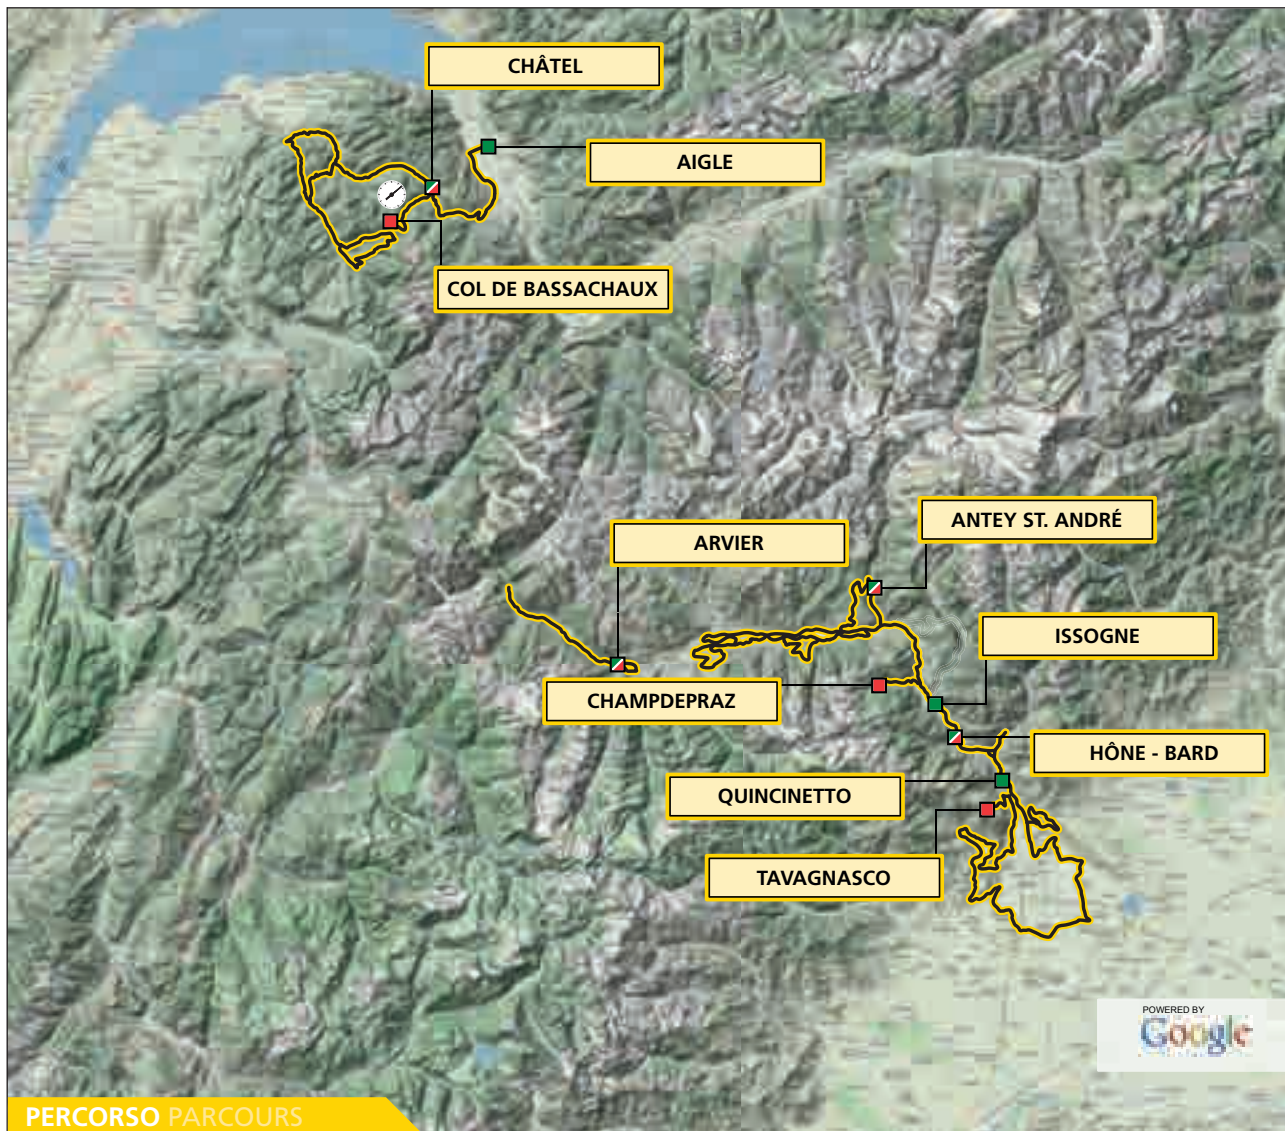 CHÂTEL
AIGLE
COL DE BASSACHAUX
ANTEY ST. ANDRÉ
ARVIER
ISSOGNE
CHAMPDEPRAZ
HÔNE - BARD
QUINCINETTO
TAVAGNASCO
POWERED BY
Google
PERCORSO PARCOURS